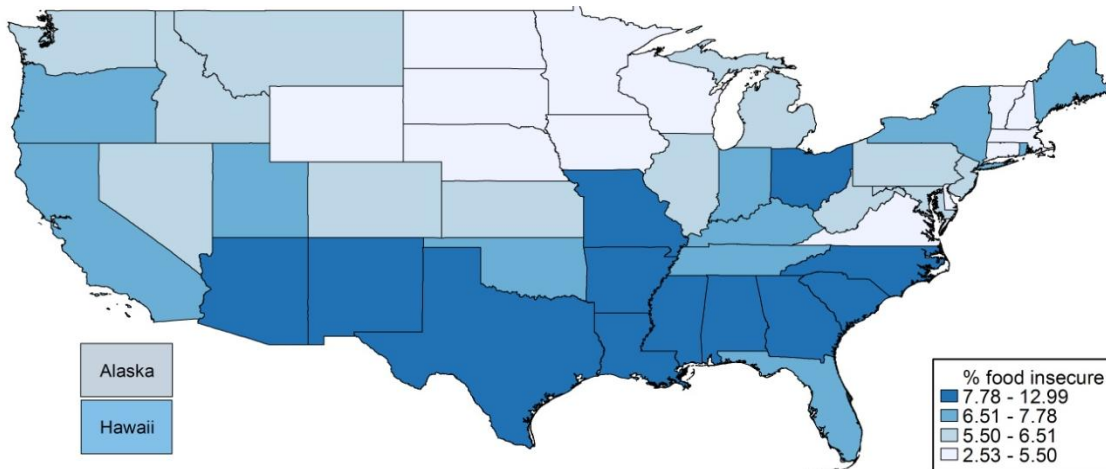 Alaska
Hawaii
% food insecure
7.78 - 12.99
6.51 - 7.78
5.50 - 6.51
2.53 - 5.50